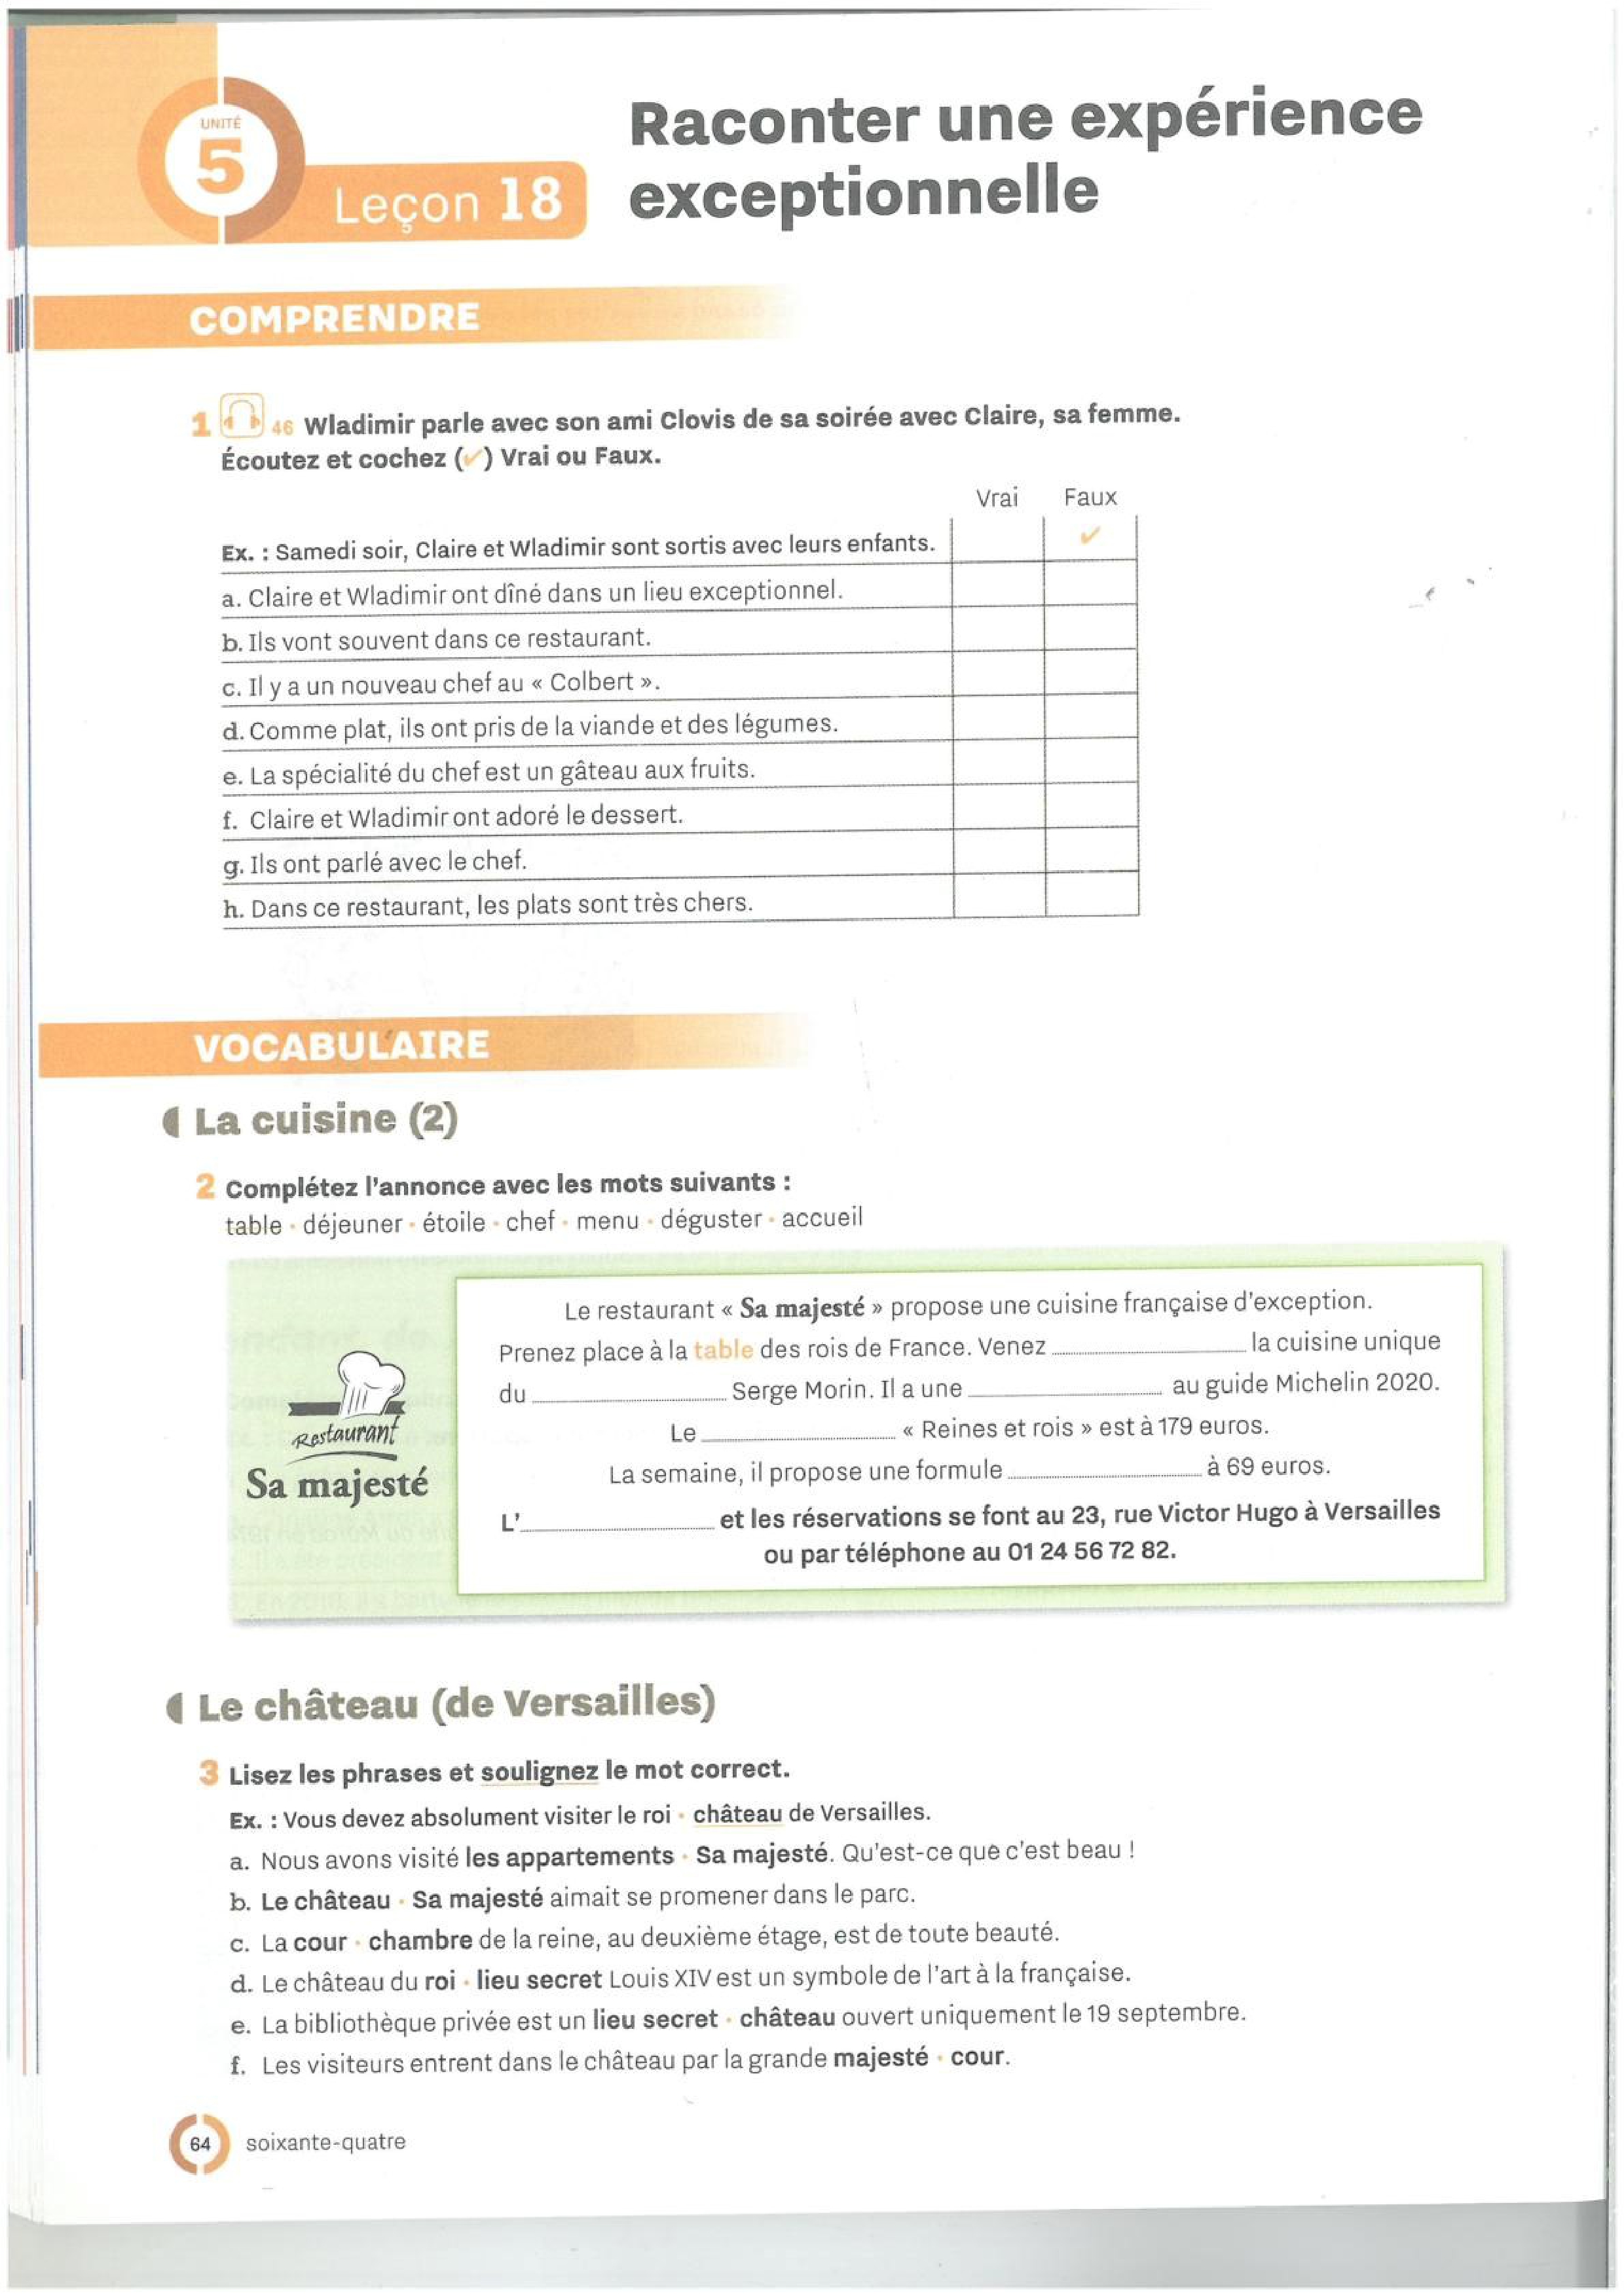 UNITÉ
5
Leçon 18
Raconter une expérience
exceptionnelle
COMPRENDRE
1 46 Wladimir parle avec son ami Clovis de sa soirée avec Claire, sa femme.
Écoutez et cochez (✓) Vrai ou Faux.
Vrai Faux
Ex. : Samedi soir, Claire et Wladimir sont sortis avec leurs enfants. ✓
a. Claire et Wladimir ont dîné dans un lieu exceptionnel.
b. Ils vont souvent dans ce restaurant.
c. Il y a un nouveau chef au « Colbert ».
d. Comme plat, ils ont pris de la viande et des légumes.
e. La spécialité du chef est un gâteau aux fruits.
f. Claire et Wladimir ont adoré le dessert.
g. Ils ont parlé avec le chef.
h. Dans ce restaurant, les plats sont très chers.
VOCABULAIRE
La cuisine (2)
2 Complétez l'annonce avec les mots suivants :
table • déjeuner • étoile • chef • menu • déguster • accueil
Restaurant
Sa majesté
Le restaurant « Sa majesté » propose une cuisine française d'exception.
Prenez place à la table des rois de France. Venez ........ la cuisine unique
du ........ Serge Morin. Il a une ........ au guide Michelin 2020.
Le ........ « Reines et rois » est à 179 euros.
La semaine, il propose une formule ........ à 69 euros.
L'........ et les réservations se font au 23, rue Victor Hugo à Versailles
ou par téléphone au 01 24 56 72 82.
Le château (de Versailles)
3 Lisez les phrases et soulignez le mot correct.
Ex. : Vous devez absolument visiter le roi • château de Versailles.
a. Nous avons visité les appartements • Sa majesté. Qu'est-ce que c'est beau !
b. Le château • Sa majesté aimait se promener dans le parc.
c. La cour • chambre de la reine, au deuxième étage, est de toute beauté.
d. Le château du roi • lieu secret Louis XIV est un symbole de l'art à la française.
e. La bibliothèque privée est un lieu secret • château ouvert uniquement le 19 septembre.
f. Les visiteurs entrent dans le château par la grande majesté • cour.
64 soixante-quatre